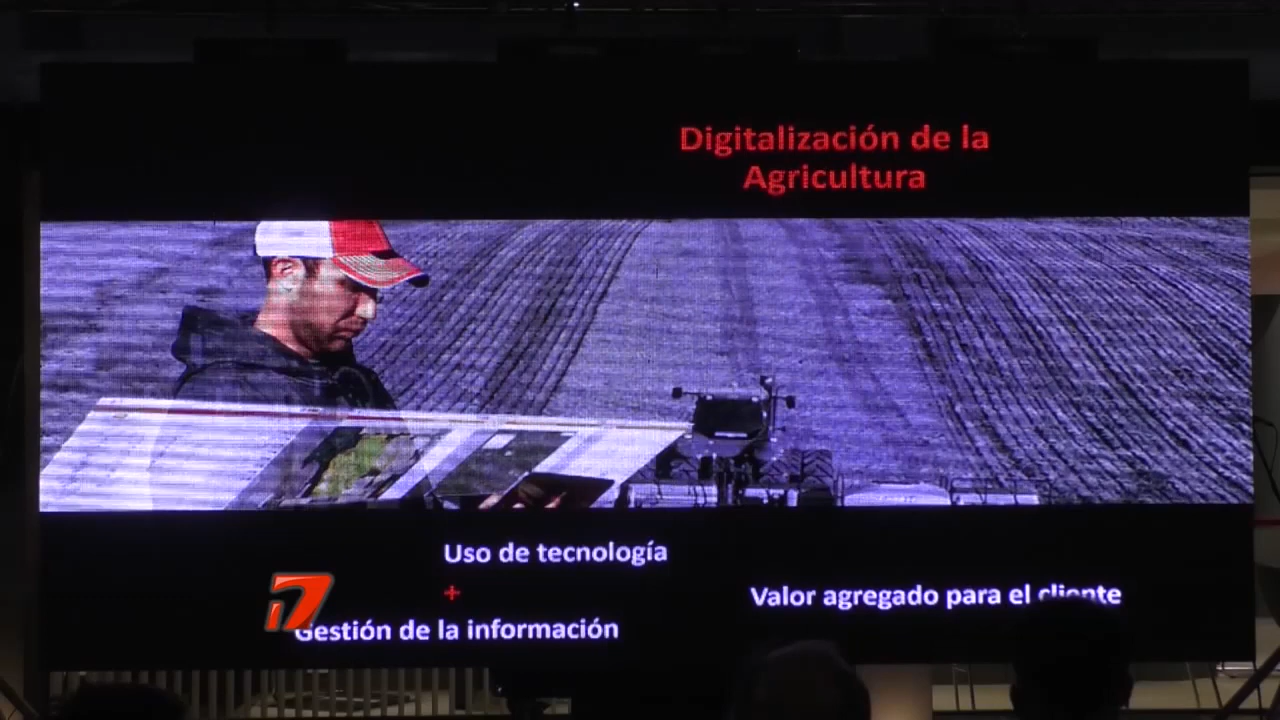 Digitalización de la
Agricultura
Uso de tecnología
+
Valor agregado para el cliente
Gestión de la información